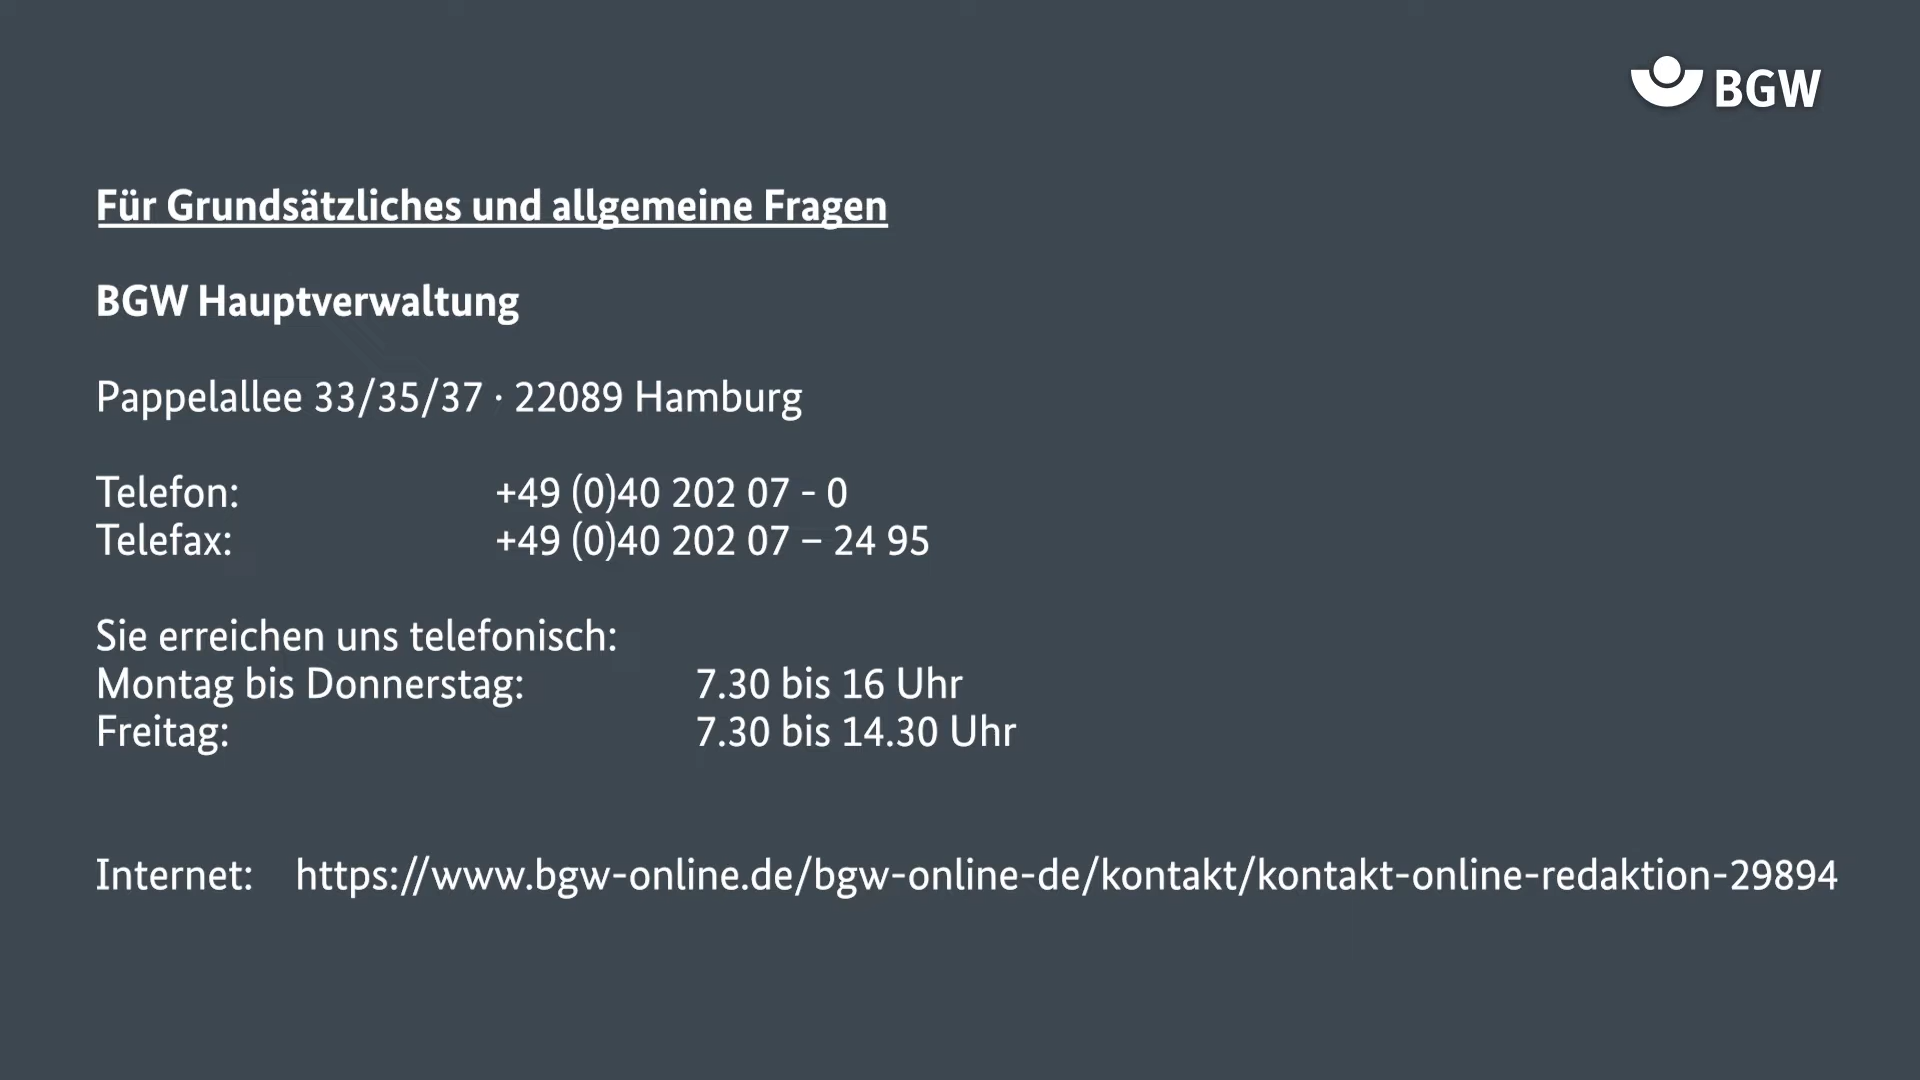 BGW
Für Grundsätzliches und allgemeine Fragen
BGW Hauptverwaltung
Pappelallee 33/35/37 · 22089 Hamburg
Telefon: +49 (0)40 202 07 - 0
Telefax: +49 (0)40 202 07 – 24 95
Sie erreichen uns telefonisch:
Montag bis Donnerstag: 7.30 bis 16 Uhr
Freitag: 7.30 bis 14.30 Uhr
Internet: https://www.bgw-online.de/bgw-online-de/kontakt/kontakt-online-redaktion-29894